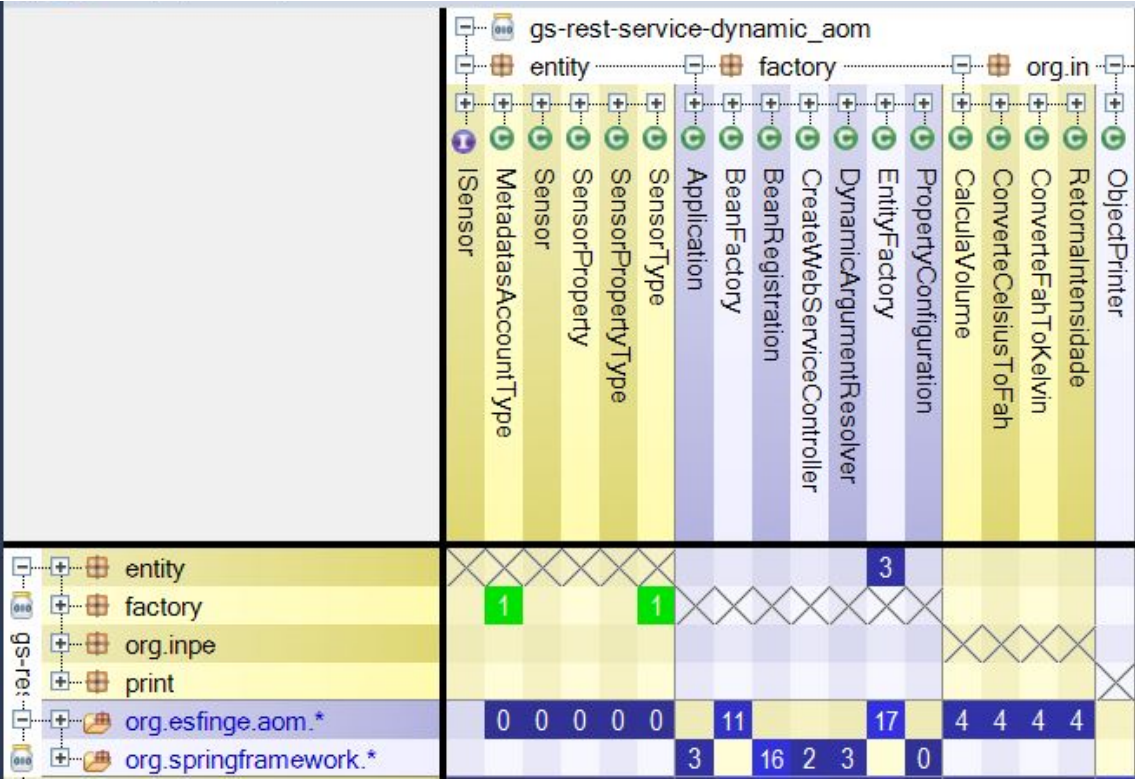 gs-rest-service-dynamic_aom
entity factory org.in
ISensor
MetadatasAccountType
Sensor
SensorProperty
SensorPropertyType
SensorType
Application
BeanFactory
BeanRegistration
CreateWebServiceController
DynamicArgumentResolver
EntityFactory
PropertyConfiguration
CalculaVolume
ConverteCelsiusToFah
ConverteFahToKelvin
RetornaIntensidade
ObjectPrinter
gs-res
entity 3
factory 1 1
org.inpe
print
org.esfinge.aom.* 0 0 0 0 0 11 17 4 4 4 4
org.springframework.* 3 16 2 3 0